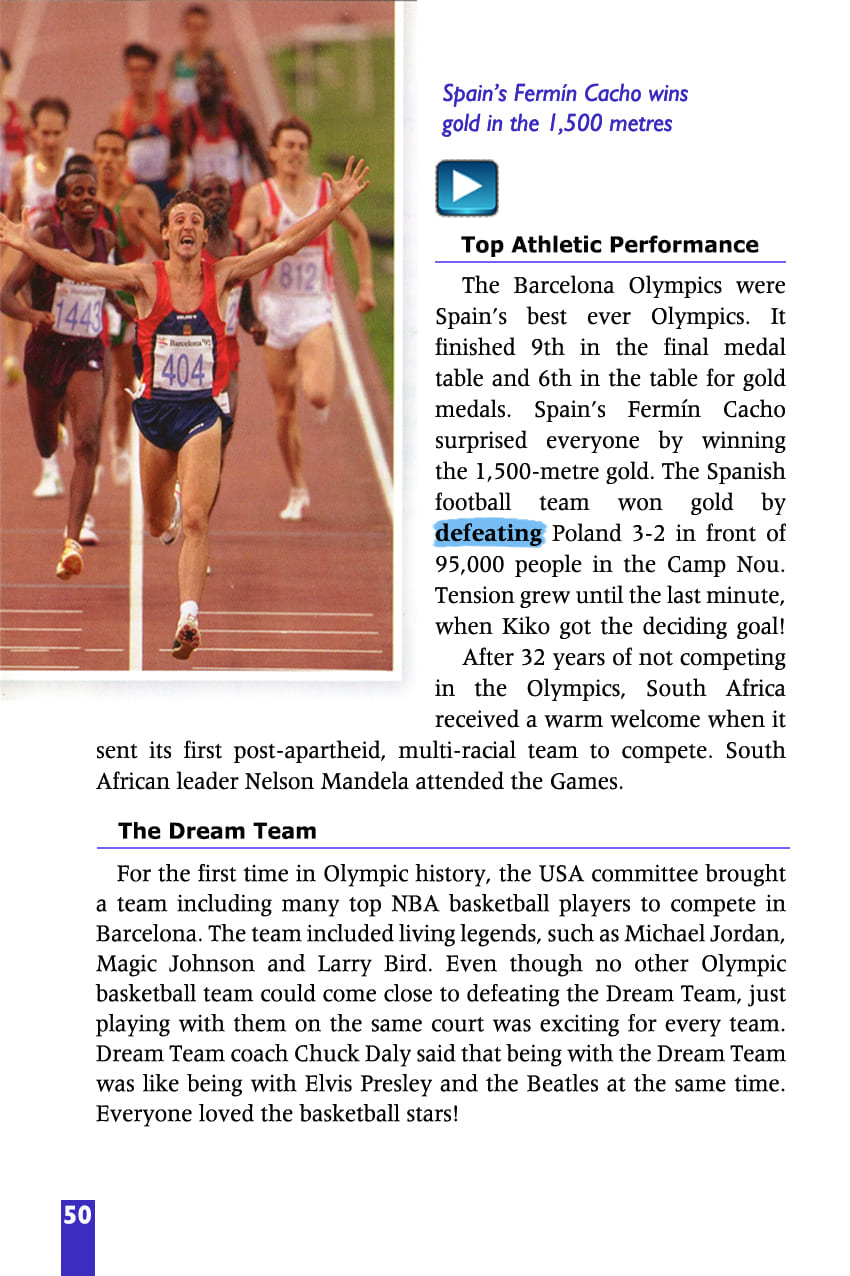 Spain's Fermín Cacho wins
gold in the 1,500 metres
Top Athletic Performance
The Barcelona Olympics were
Spain's best ever Olympics. It
finished 9th in the final medal
table and 6th in the table for gold
medals. Spain's Fermín Cacho
surprised everyone by winning
the 1,500-metre gold. The Spanish
football team won gold by
defeating Poland 3-2 in front of
95,000 people in the Camp Nou.
Tension grew until the last minute,
when Kiko got the deciding goal!
After 32 years of not competing
in the Olympics, South Africa
received a warm welcome when it
sent its first post-apartheid, multi-racial team to compete. South
African leader Nelson Mandela attended the Games.
The Dream Team
For the first time in Olympic history, the USA committee brought
a team including many top NBA basketball players to compete in
Barcelona. The team included living legends, such as Michael Jordan,
Magic Johnson and Larry Bird. Even though no other Olympic
basketball team could come close to defeating the Dream Team, just
playing with them on the same court was exciting for every team.
Dream Team coach Chuck Daly said that being with the Dream Team
was like being with Elvis Presley and the Beatles at the same time.
Everyone loved the basketball stars!
50
1443
812
Barcelona'92
404